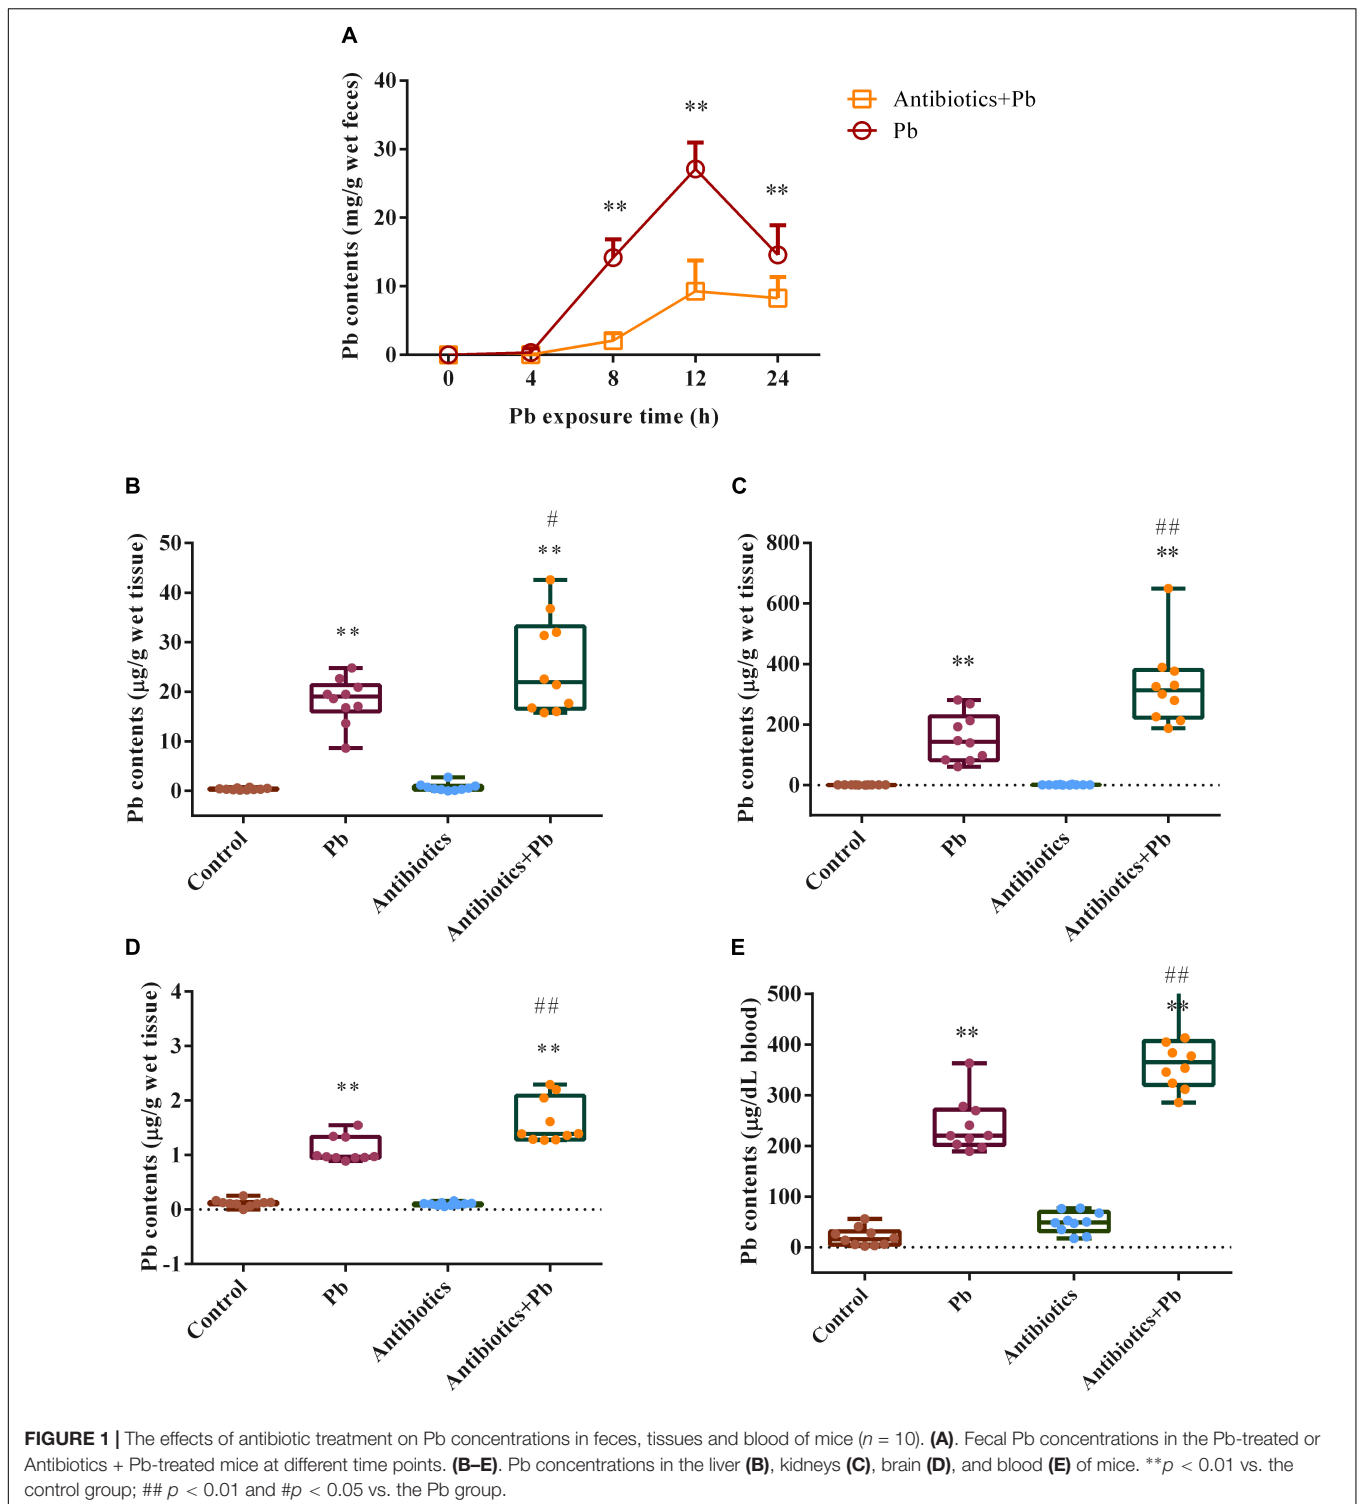 A
Pb contents (mg/g wet feces)
40
30
20
10
0
**
**
**
0 4 8 12 24
Pb exposure time (h)
Antibiotics+Pb
Pb
B
Pb contents (µg/g wet tissue)
50
40
30
20
10
0
**
#
**
Control Pb Antibiotics Antibiotics+Pb
C
Pb contents (µg/g wet tissue)
800
600
400
200
0
**
##
**
Control Pb Antibiotics Antibiotics+Pb
D
Pb contents (µg/g wet tissue)
4
3
2
1
0
-1
**
##
**
Control Pb Antibiotics Antibiotics+Pb
E
Pb contents (µg/dL blood)
500
400
300
200
100
0
**
##
**
Control Pb Antibiotics Antibiotics+Pb
FIGURE 1 | The effects of antibiotic treatment on Pb concentrations in feces, tissues and blood of mice (n = 10). (A). Fecal Pb concentrations in the Pb-treated or
Antibiotics + Pb-treated mice at different time points. (B–E). Pb concentrations in the liver (B), kidneys (C), brain (D), and blood (E) of mice. **p < 0.01 vs. the
control group; ## p < 0.01 and #p < 0.05 vs. the Pb group.